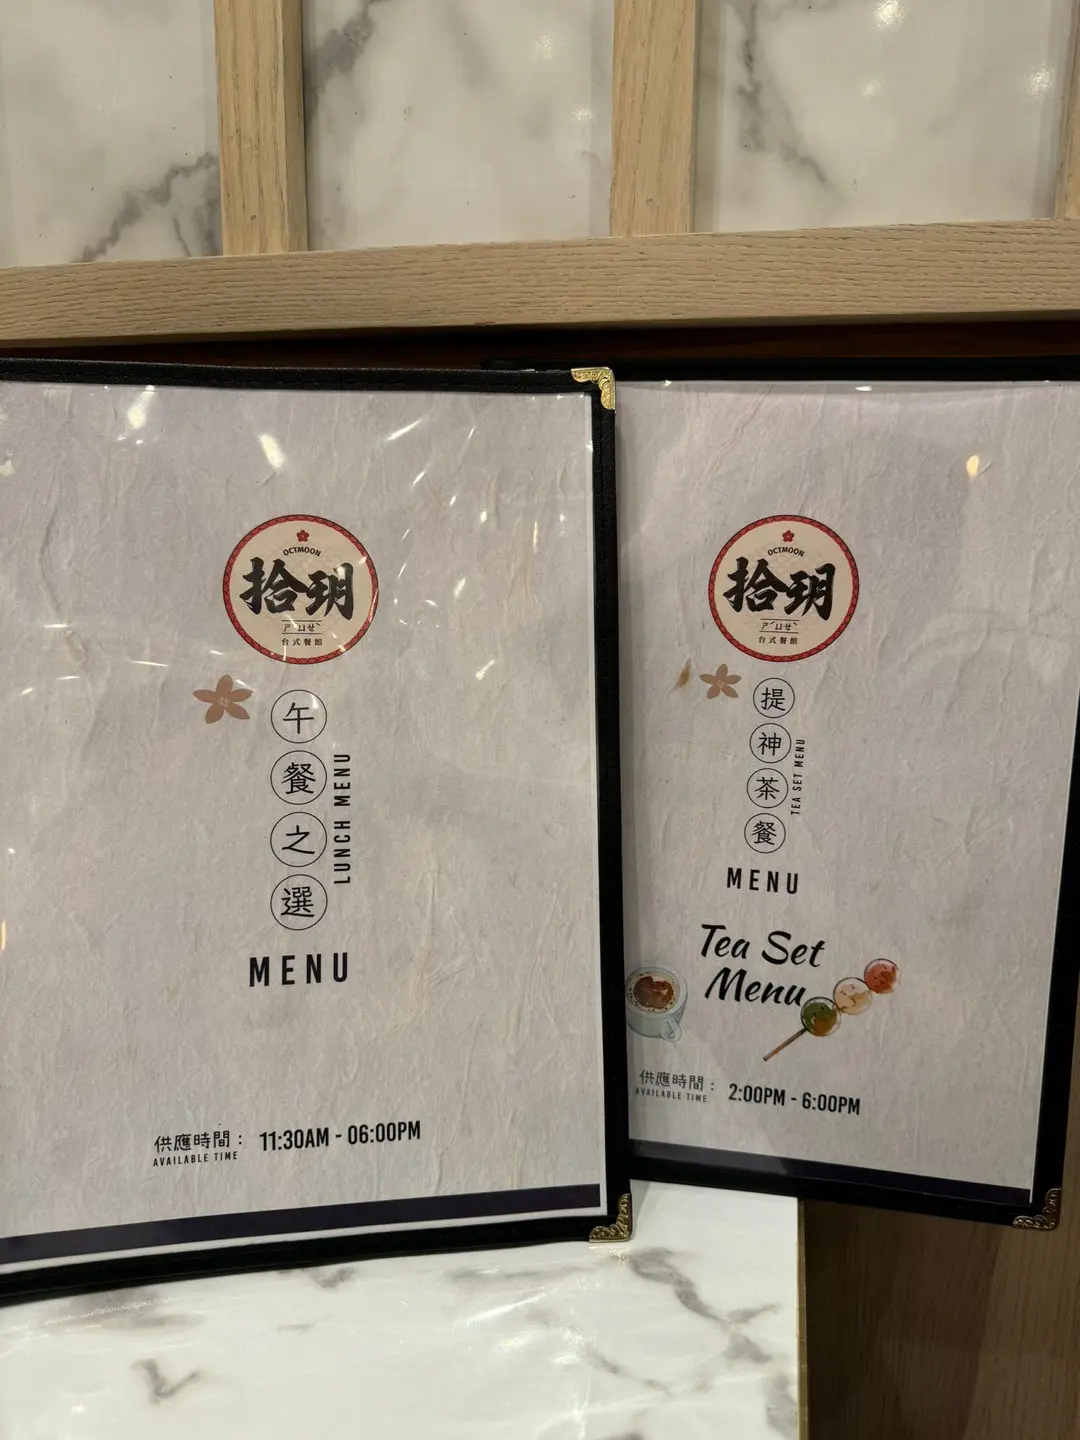 OCTMOON
拾玥
ㄕˊㄩㄝˋ
台式餐館
午餐之選
LUNCH MENU
MENU
供應時間： 11:30AM - 06:00PM
AVAILABLE TIME
OCTMOON
拾玥
ㄕˊㄩㄝˋ
台式餐館
提神茶餐
TEA SET MENU
MENU
Tea Set
Menu
供應時間： 2:00PM - 6:00PM
AVAILABLE TIME